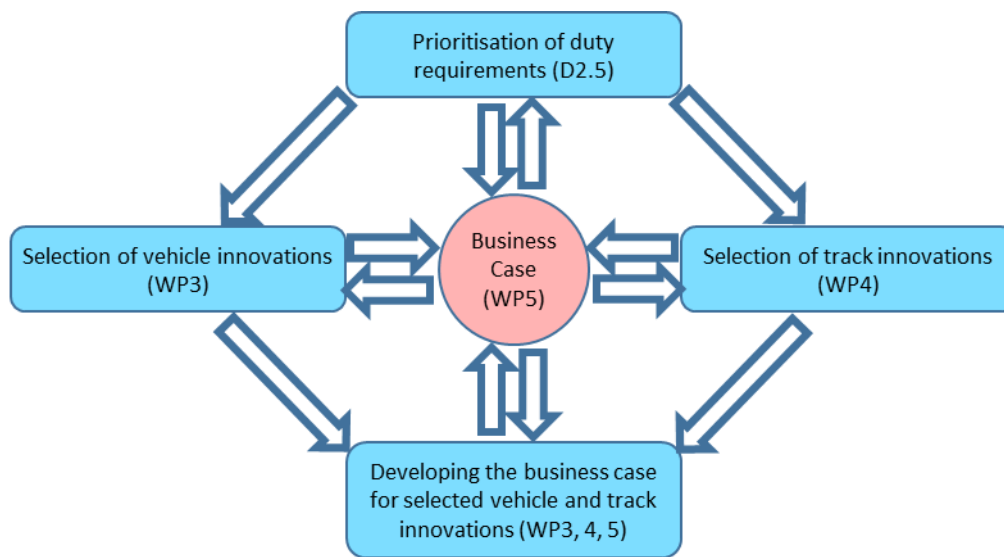 Prioritisation of duty
requirements (D2.5)
Selection of vehicle innovations
(WP3)
Business
Case
(WP5)
Selection of track innovations
(WP4)
Developing the business case
for selected vehicle and track
innovations (WP3, 4, 5)